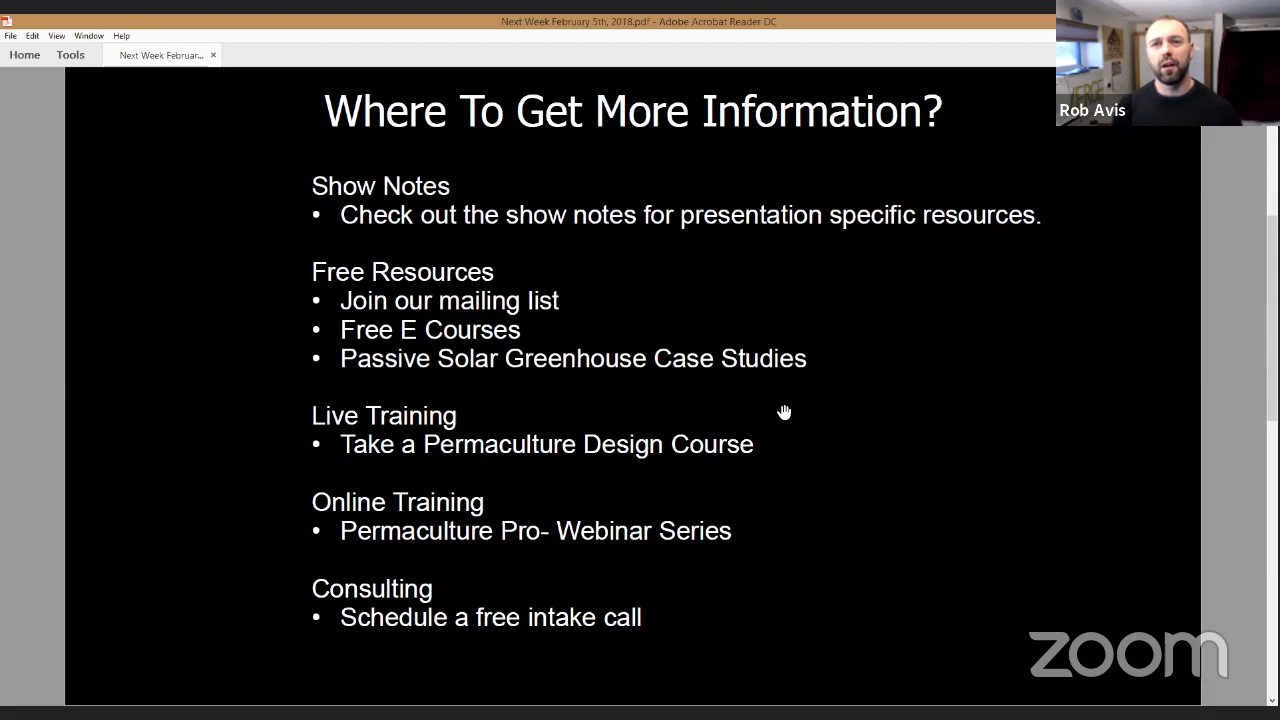 Next Week February 5th, 2018.pdf - Adobe Acrobat Reader DC
File Edit View Window Help
Home Tools Next Week Februar... ×
Rob Avis
Where To Get More Information?
Show Notes
• Check out the show notes for presentation specific resources.
Free Resources
• Join our mailing list
• Free E Courses
• Passive Solar Greenhouse Case Studies
Live Training
• Take a Permaculture Design Course
Online Training
• Permaculture Pro- Webinar Series
Consulting
• Schedule a free intake call
zoom